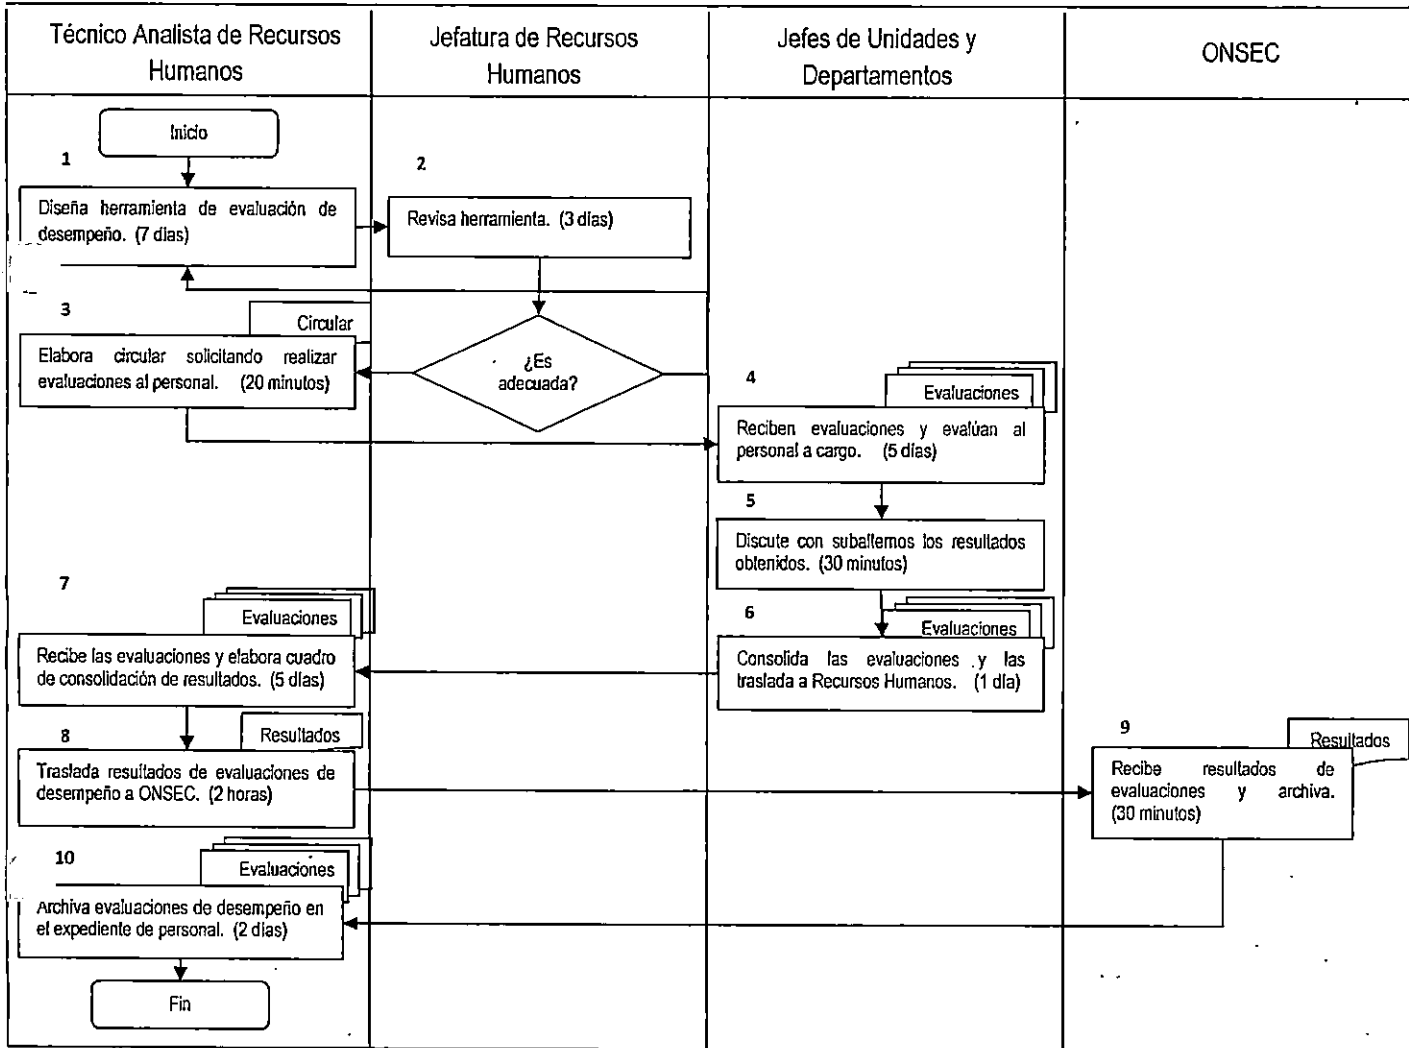 Técnico Analista de Recursos
Humanos
Jefatura de Recursos
Humanos
Jefes de Unidades y
Departamentos
ONSEC
Inicio
1
Diseña herramienta de evaluación de
desempeño. (7 días)
2
Revisa herramienta. (3 días)
¿Es
adecuada?
3
Circular
Elabora circular solicitando realizar
evaluaciones al personal. (20 minutos)
4
Evaluaciones
Reciben evaluaciones y evalúan al
personal a cargo. (5 días)
5
Discute con subalternos los resultados
obtenidos. (30 minutos)
6
Evaluaciones
Consolida las evaluaciones y las
traslada a Recursos Humanos. (1 día)
7
Evaluaciones
Recibe las evaluaciones y elabora cuadro
de consolidación de resultados. (5 días)
8
Resultados
Traslada resultados de evaluaciones de
desempeño a ONSEC. (2 horas)
9
Resultados
Recibe resultados de
evaluaciones y archiva.
(30 minutos)
10
Evaluaciones
Archiva evaluaciones de desempeño en
el expediente de personal. (2 días)
Fin